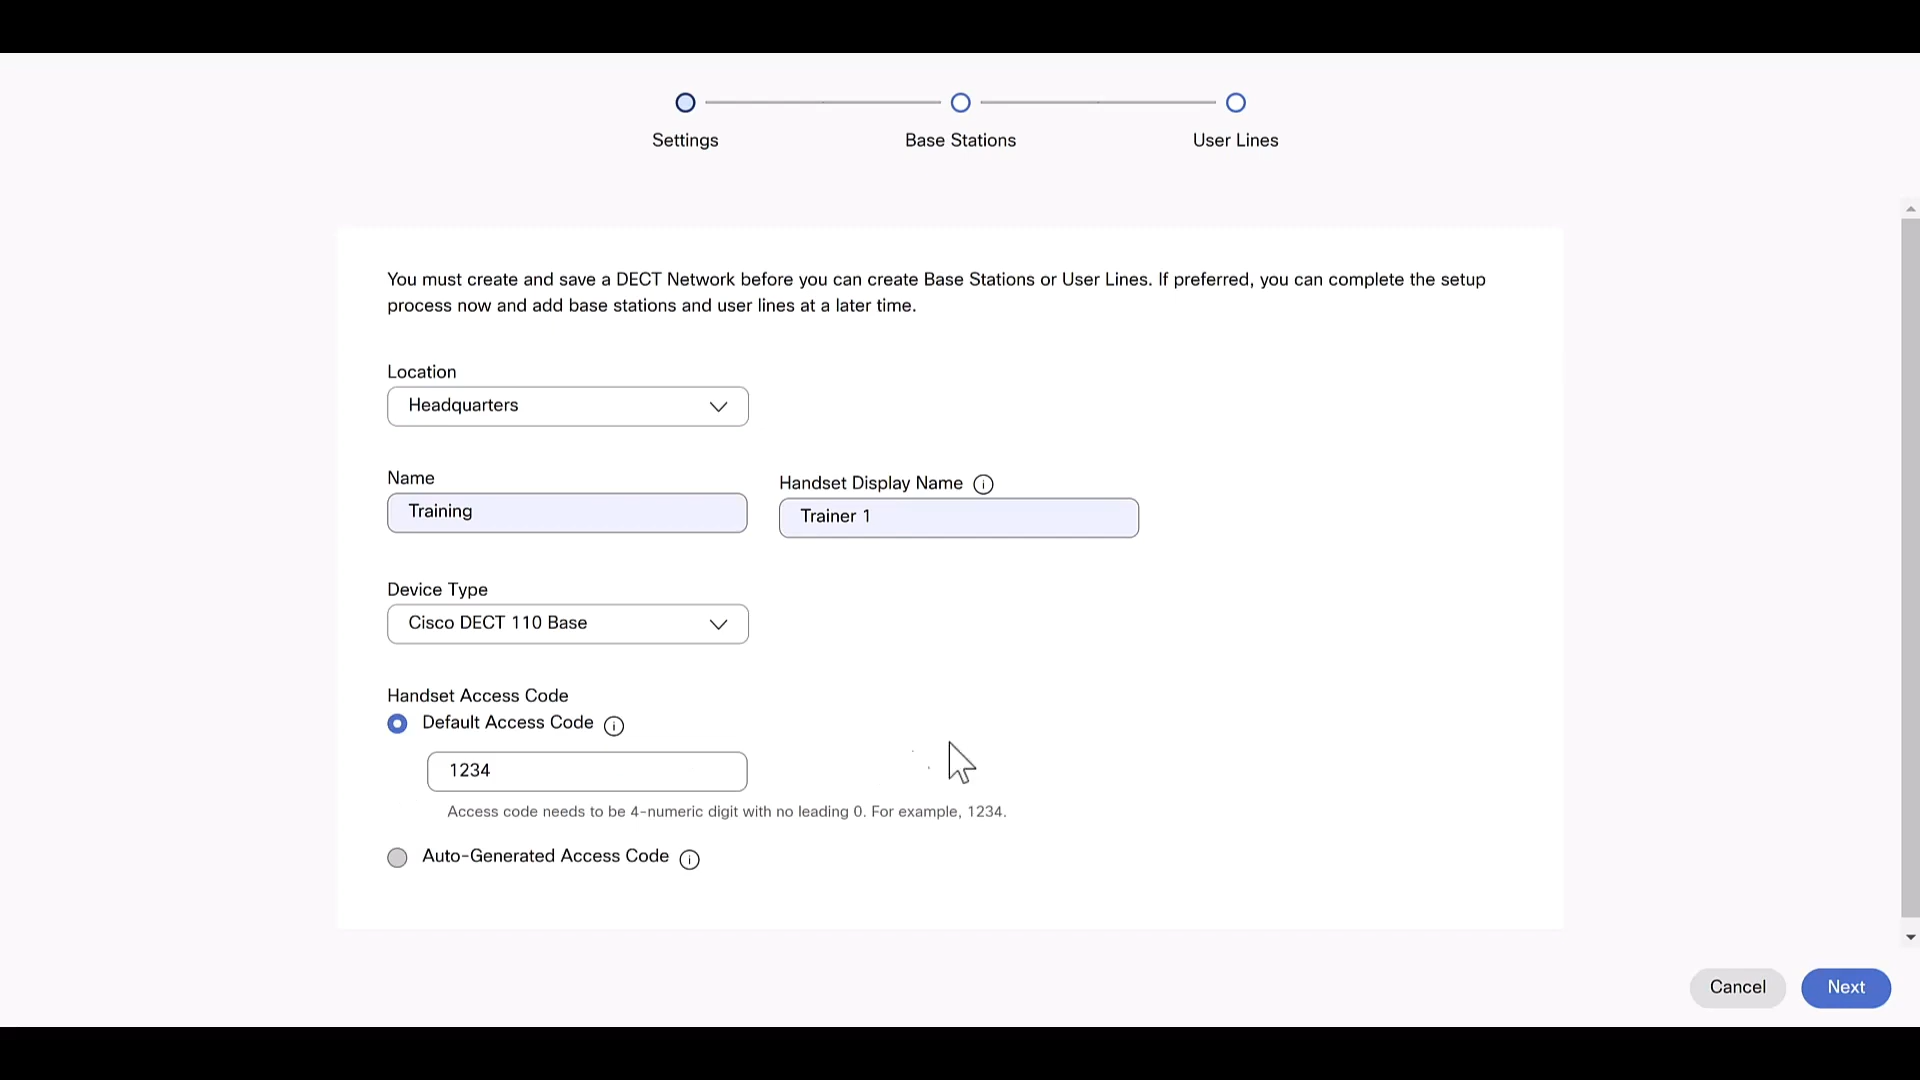 Settings
Base Stations
User Lines
You must create and save a DECT Network before you can create Base Stations or User Lines. If preferred, you can complete the setup
process now and add base stations and user lines at a later time.
Location
Headquarters
Name
Training
Handset Display Name
Trainer 1
Device Type
Cisco DECT 110 Base
Handset Access Code
Default Access Code
1234
Access code needs to be 4-numeric digit with no leading 0. For example, 1234.
Auto-Generated Access Code
Cancel
Next